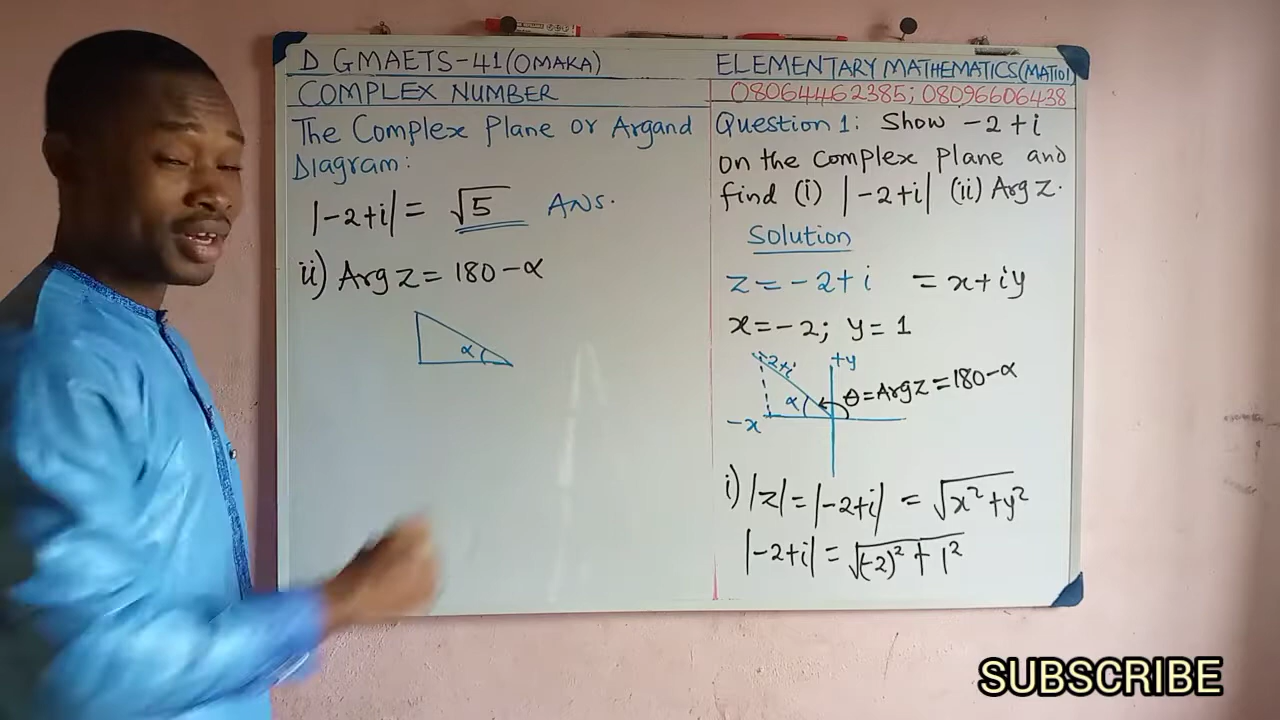 D GMAETS-41(OMAKA)
COMPLEX NUMBER
The Complex Plane or Argand
Diagram:
|-2+i| = √5 ANS.
ii) Arg z = 180-α
α
ELEMENTARY MATHEMATICS(MAT101
08064462385; 08096606438
Question 1: Show -2+i
on the complex plane and
find (i) |-2+i| (ii) Arg z.
Solution
z = -2+i = x+iy
x = -2; y = 1
-2+i
+y
α
θ = Arg z = 180-α
-x
i) |z| = |-2+i| = √x²+y²
|-2+i| = √(-2)² + 1²
SUBSCRIBE